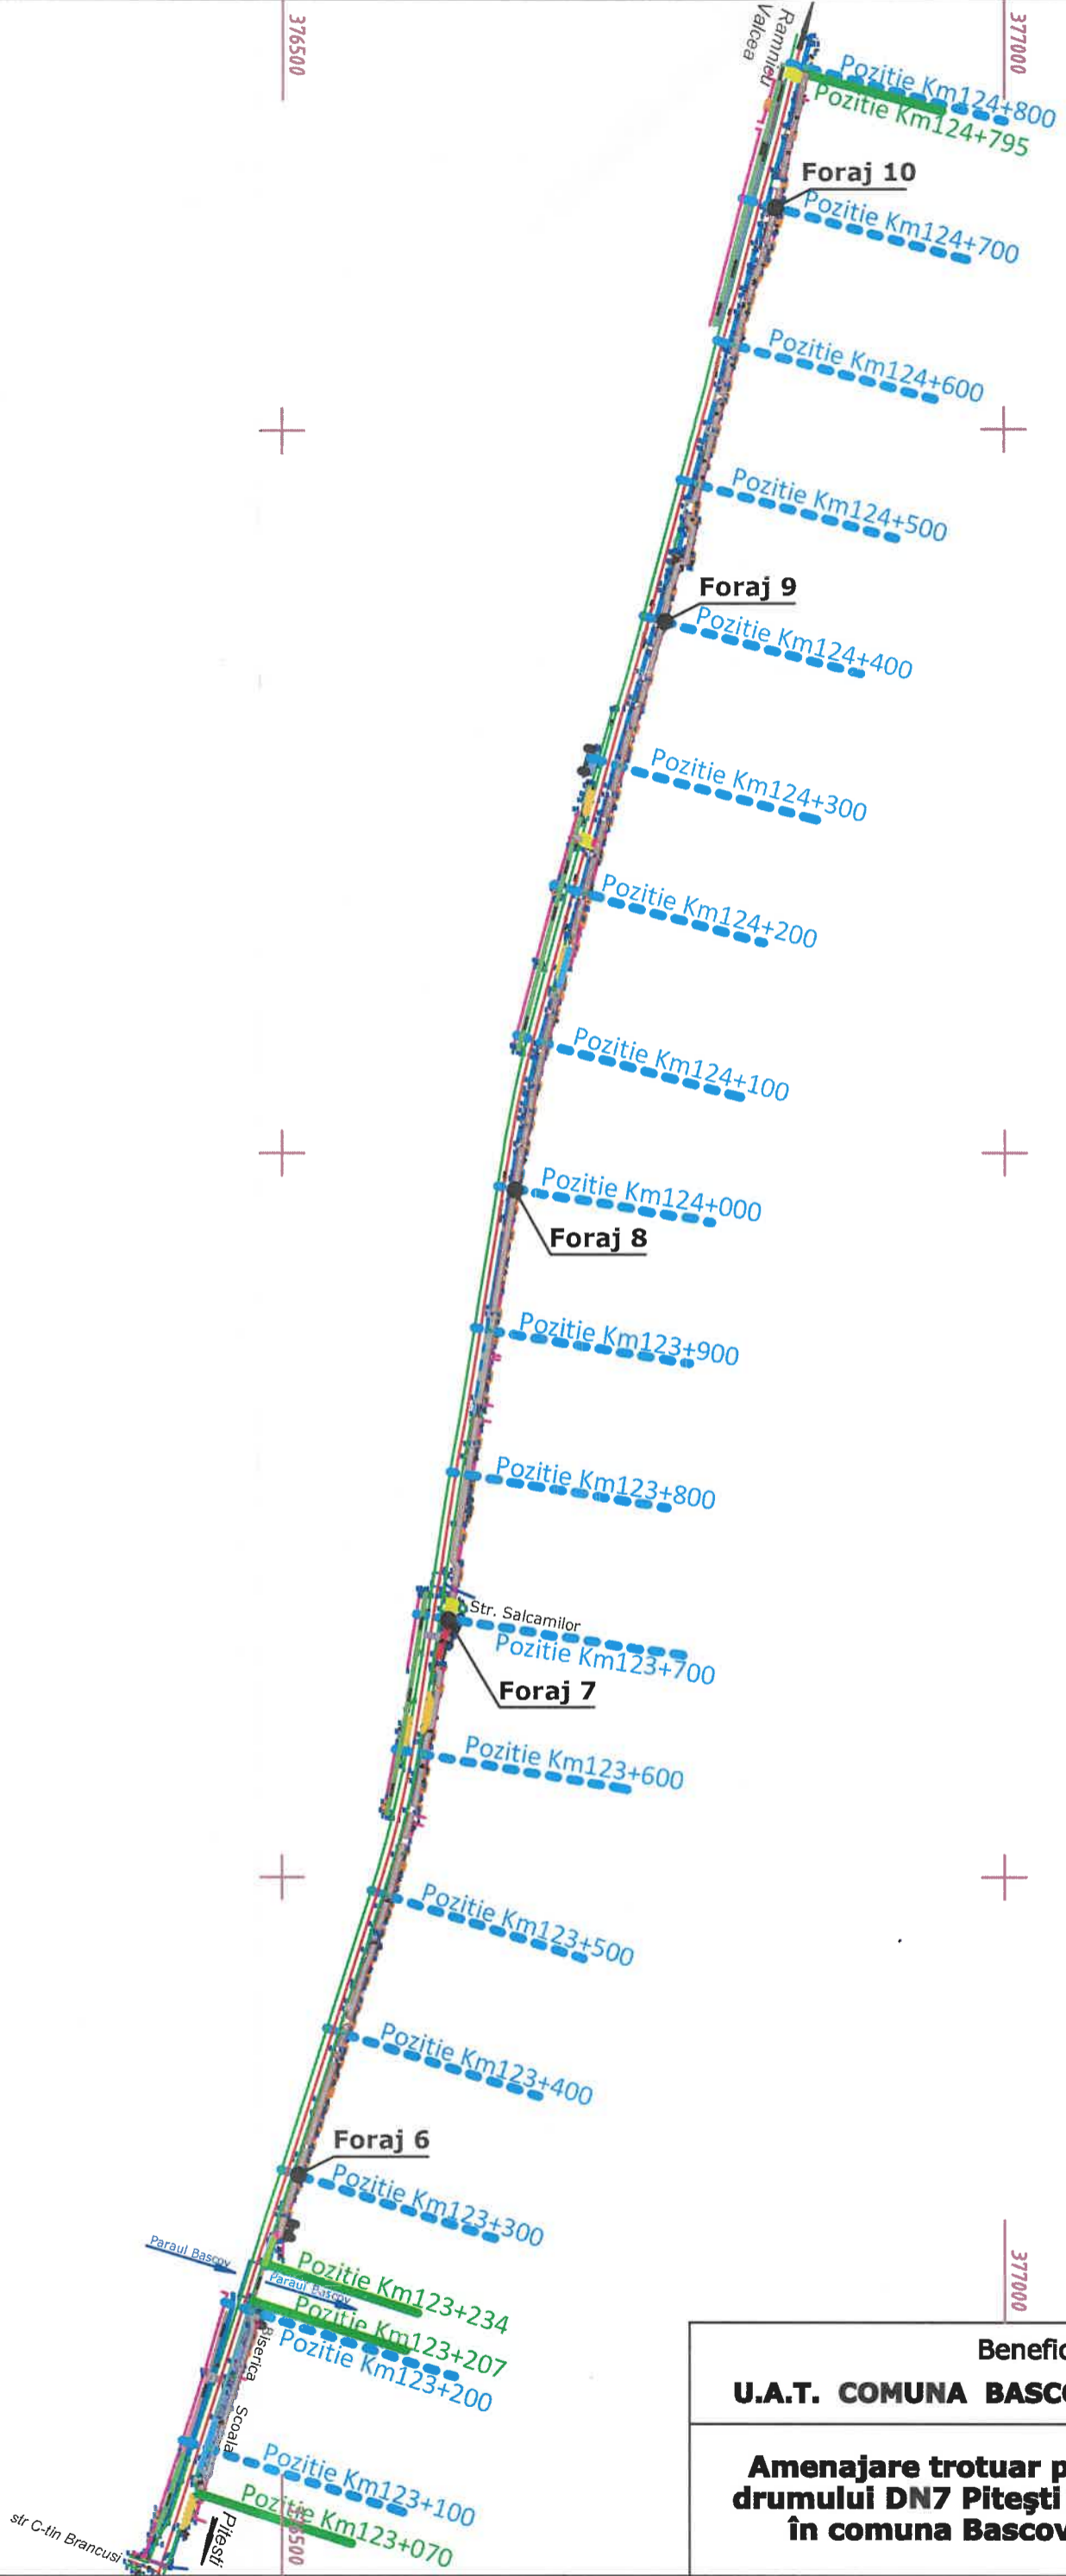 376500
377000
Ramnicu
Valcea
Pozitie Km124+800
Pozitie Km124+795
Foraj 10
Pozitie Km124+700
Pozitie Km124+600
Pozitie Km124+500
Foraj 9
Pozitie Km124+400
Pozitie Km124+300
Pozitie Km124+200
Pozitie Km124+100
Pozitie Km124+000
Foraj 8
Pozitie Km123+900
Pozitie Km123+800
Str. Salcamilor
Pozitie Km123+700
Foraj 7
Pozitie Km123+600
Pozitie Km123+500
Pozitie Km123+400
Foraj 6
Pozitie Km123+300
Paraul Bascov
Pozitie Km123+234
Paraul Bascov
Pozitie Km123+207
Pozitie Km123+200
Biserica
Scoala
Pozitie Km123+100
Pozitie Km123+070
Pitesti
str C-tin Brancusi
376500
377000
Benefic
U.A.T. COMUNA BASCO
Amenajare trotuar p
drumului DN7 Piteşti
în comuna Bascov